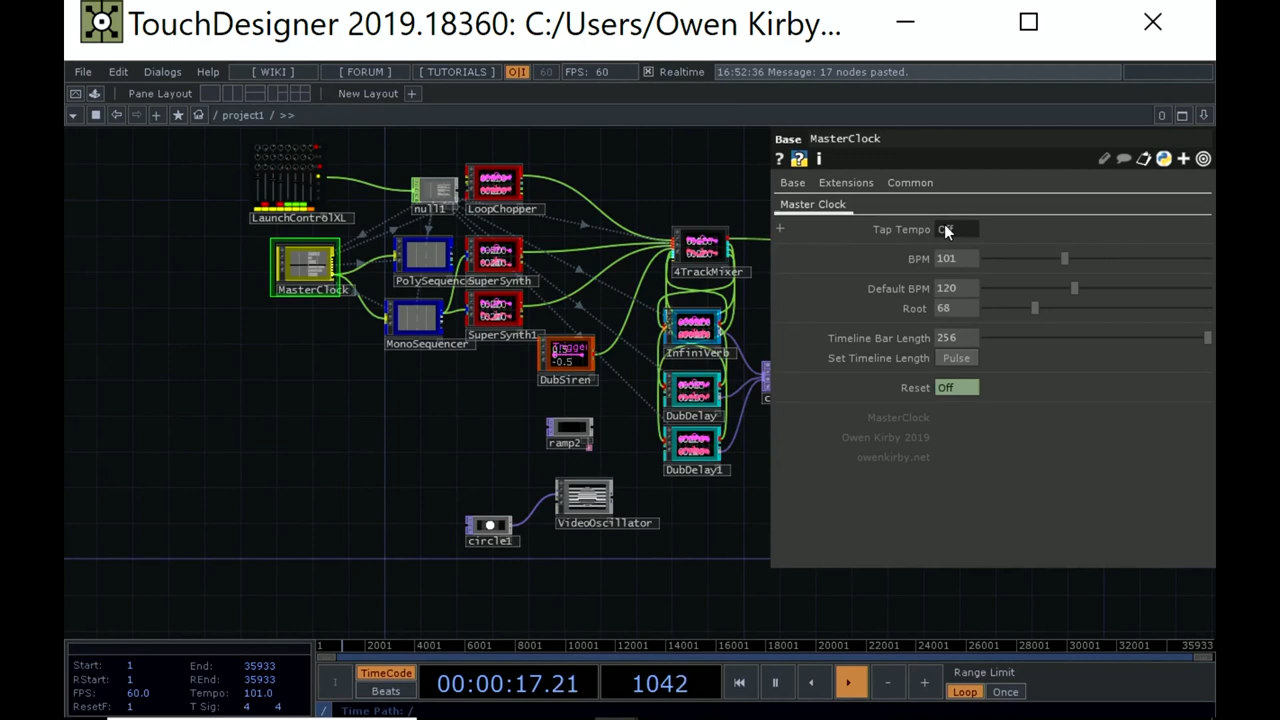 TouchDesigner 2019.18360: C:/Users/Owen Kirby...
File Edit Dialogs Help [ WIKI ] [ FORUM ] [ TUTORIALS ] O|I 60 FPS: 60 Realtime 16:52:36 Message: 17 nodes pasted.
Pane Layout New Layout +
/ project1 / >>
Base MasterClock
Base Extensions Common
Master Clock
Tap Tempo
BPM 101
Default BPM 120
Root 68
Timeline Bar Length 256
Set Timeline Length Pulse
Reset Off
MasterClock
Owen Kirby 2019
owenkirby.net
LaunchControlXL
null1
LoopChopper
MasterClock
PolySequenc
SuperSynth
4TrackMixer
MonoSequencer
SuperSynth1
Trigger
0.5
-0.5
DubSiren
InfiniVerb
DubDelay
ramp2
DubDelay1
VideoOscillator
circle1
1 2001 4001 6001 8001 10001 12001 14001 16001 18001 20001 22001 24001 26001 28001 30001 32001 35933
Start: 1 End: 35933
RStart: 1 REnd: 35933
FPS: 60.0 Tempo: 101.0
ResetF: 1 T Sig: 4 4
TimeCode
Beats
00:00:17.21
1042
Range Limit
Loop Once
/ Time Path: /